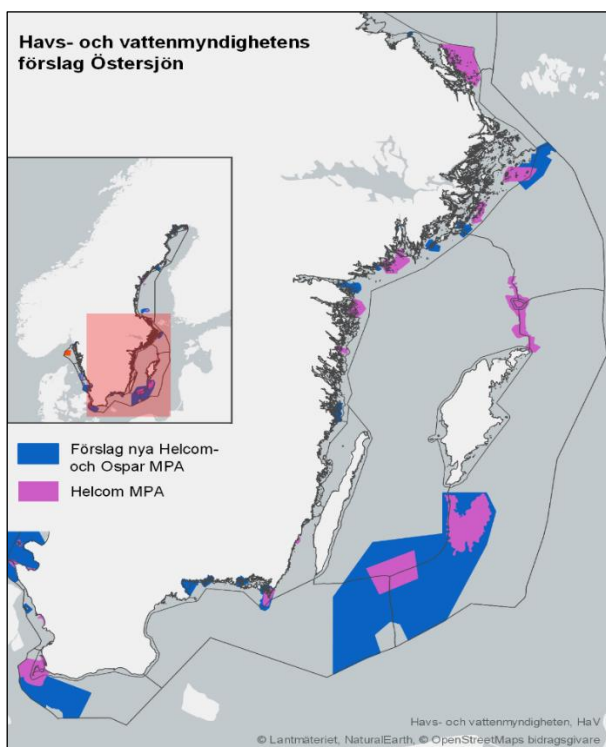 Havs- och vattenmyndighetens
förslag Östersjön
Förslag nya Helcom-
och Ospar MPA
Helcom MPA
Havs- och vattenmyndigheten, HaV
© Lantmäteriet, NaturalEarth, © OpenStreetMaps bidragsgivare